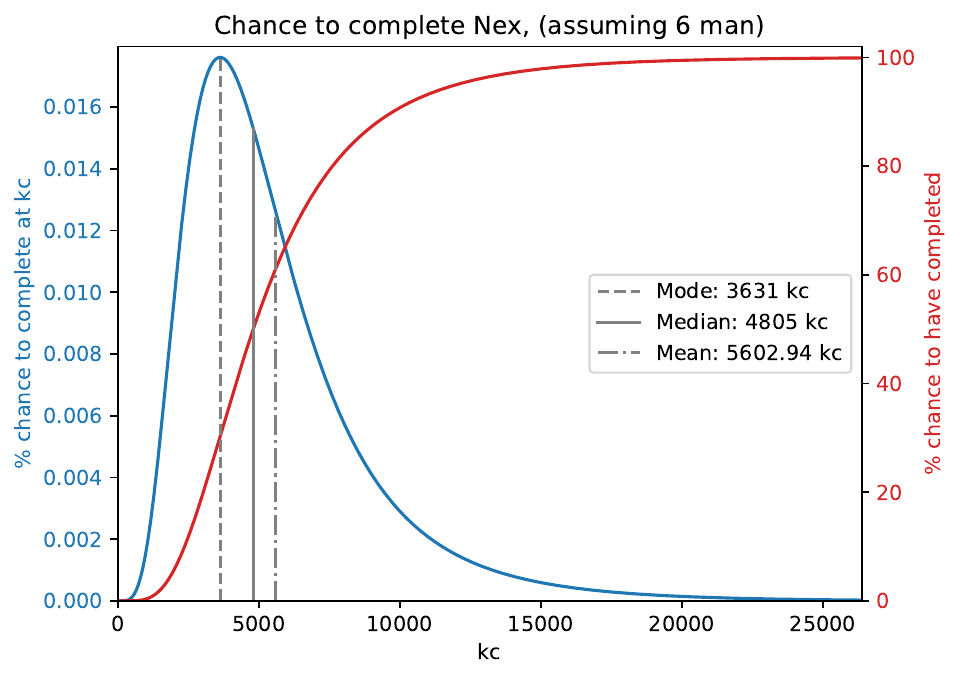 Chance to complete Nex, (assuming 6 man)
% chance to complete at kc
0.016
0.014
0.012
0.010
0.008
0.006
0.004
0.002
0.000
100
80
60
40
20
0
% chance to have completed
Mode: 3631 kc
Median: 4805 kc
Mean: 5602.94 kc
0 5000 10000 15000 20000 25000
kc